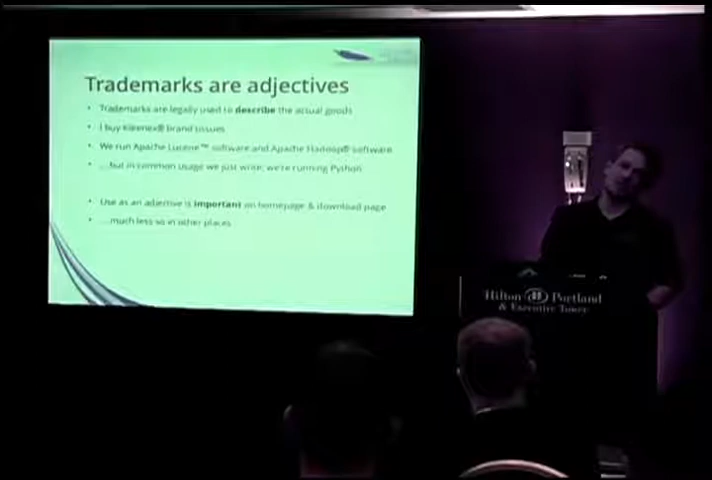 Trademarks are adjectives
• Trademarks are legally used to describe the actual goods
• I buy Kleenex® brand tissues
• We run Apache Lucene™ software and Apache Hadoop® software
• ...but in common usage we just write: we're running Python
• Use as an adjective is important on homepage & download page
• ...much less so in other places
Hilton Portland
& Executive Tower